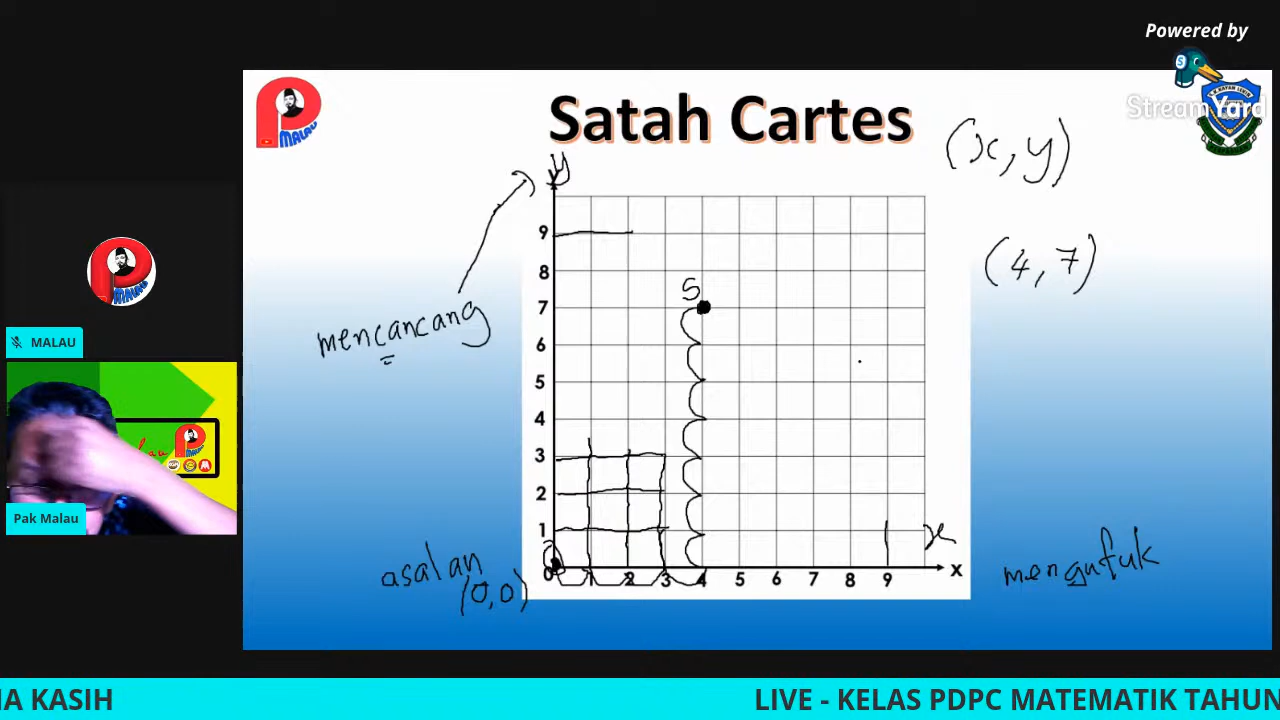 Powered by
StreamYard
P
MALAU
Satah Cartes
(x, y)
y
y
9
8
7
6
5
4
3
2
1
0
1 2 3 4 5 6 7 8 9
x
x
S
(4, 7)
mencancang
asalan
(0,0)
mengufuk
P
MALAU
MALAU
P
Pak Malau
A KASIH
LIVE - KELAS PDPC MATEMATIK TAHUN